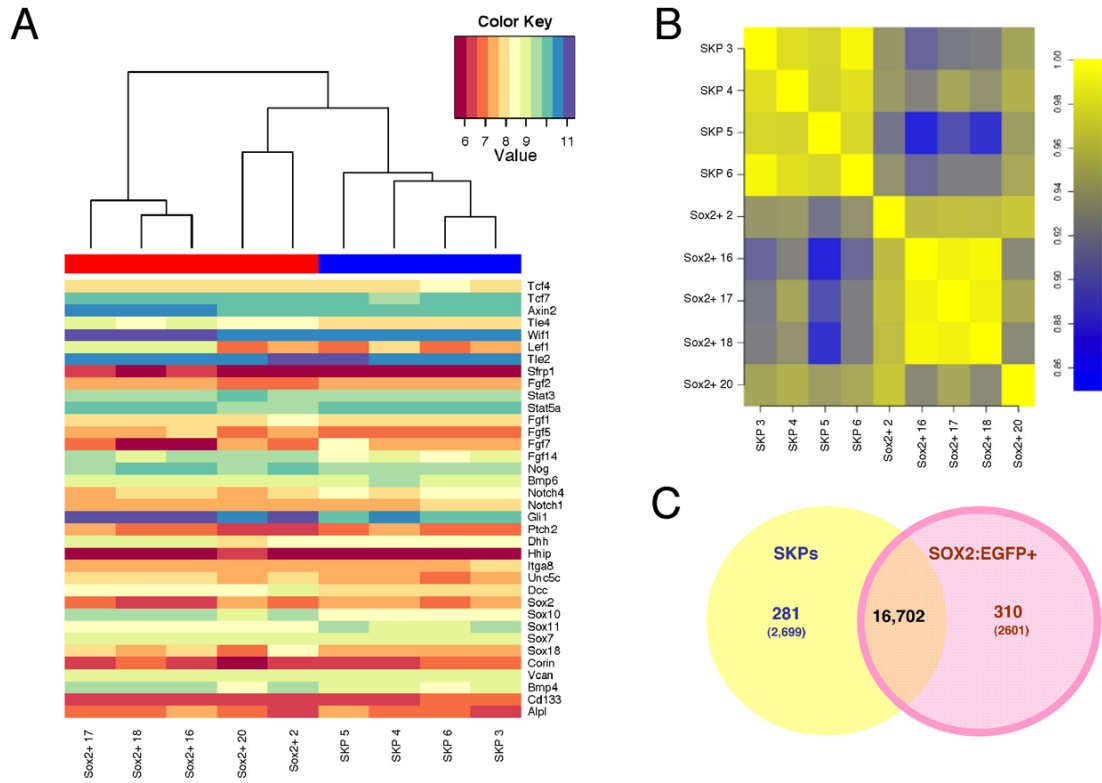 A
Color Key
6 7 8 9 11
Value
Tcf4
Tcf7
Axin2
Tle4
Wif1
Lef1
Tle2
Sfrp1
Fgf2
Stat3
Stat5a
Fgf1
Fgf5
Fgf7
Fgf14
Nog
Bmp6
Notch4
Notch1
Gli1
Ptch2
Dhh
Hhip
Itga8
Unc5c
Dcc
Sox2
Sox10
Sox11
Sox7
Sox18
Corin
Vcan
Bmp4
Cd133
Alpl
Sox2+ 17
Sox2+ 18
Sox2+ 16
Sox2+ 20
Sox2+ 2
SKP 5
SKP 4
SKP 6
SKP 3
B
SKP 3
SKP 4
SKP 5
SKP 6
Sox2+ 2
Sox2+ 16
Sox2+ 17
Sox2+ 18
Sox2+ 20
SKP 3
SKP 4
SKP 5
SKP 6
Sox2+ 2
Sox2+ 16
Sox2+ 17
Sox2+ 18
Sox2+ 20
1.00
0.98
0.96
0.94
0.92
0.90
0.88
0.86
C
SKPs
281
(2,699)
16,702
SOX2:EGFP+
310
(2601)